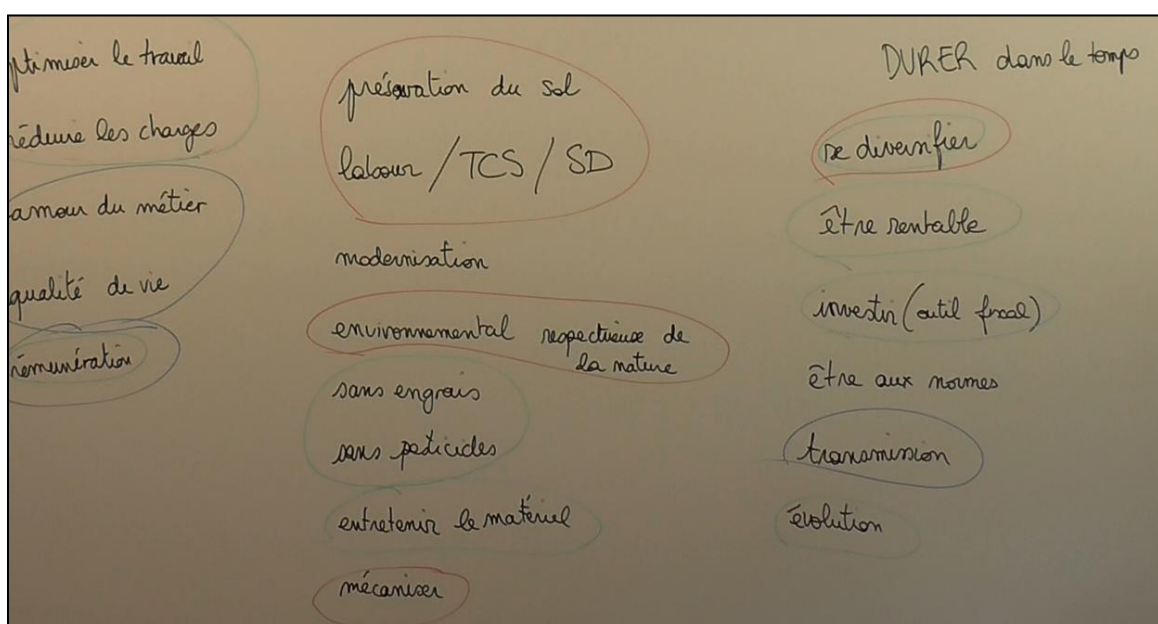 ptimiser le travail
réduire les charges
amour du métier
qualité de vie
rémunération
préservation du sol
labour / TCS / SD
modernisation
environnemental respectueuse de
la nature
sans engrais
sans pesticides
entretenir le matériel
mécaniser
DURER dans le temps
se diversifier
être rentable
investir (outil fiscal)
être aux normes
transmission
évolution